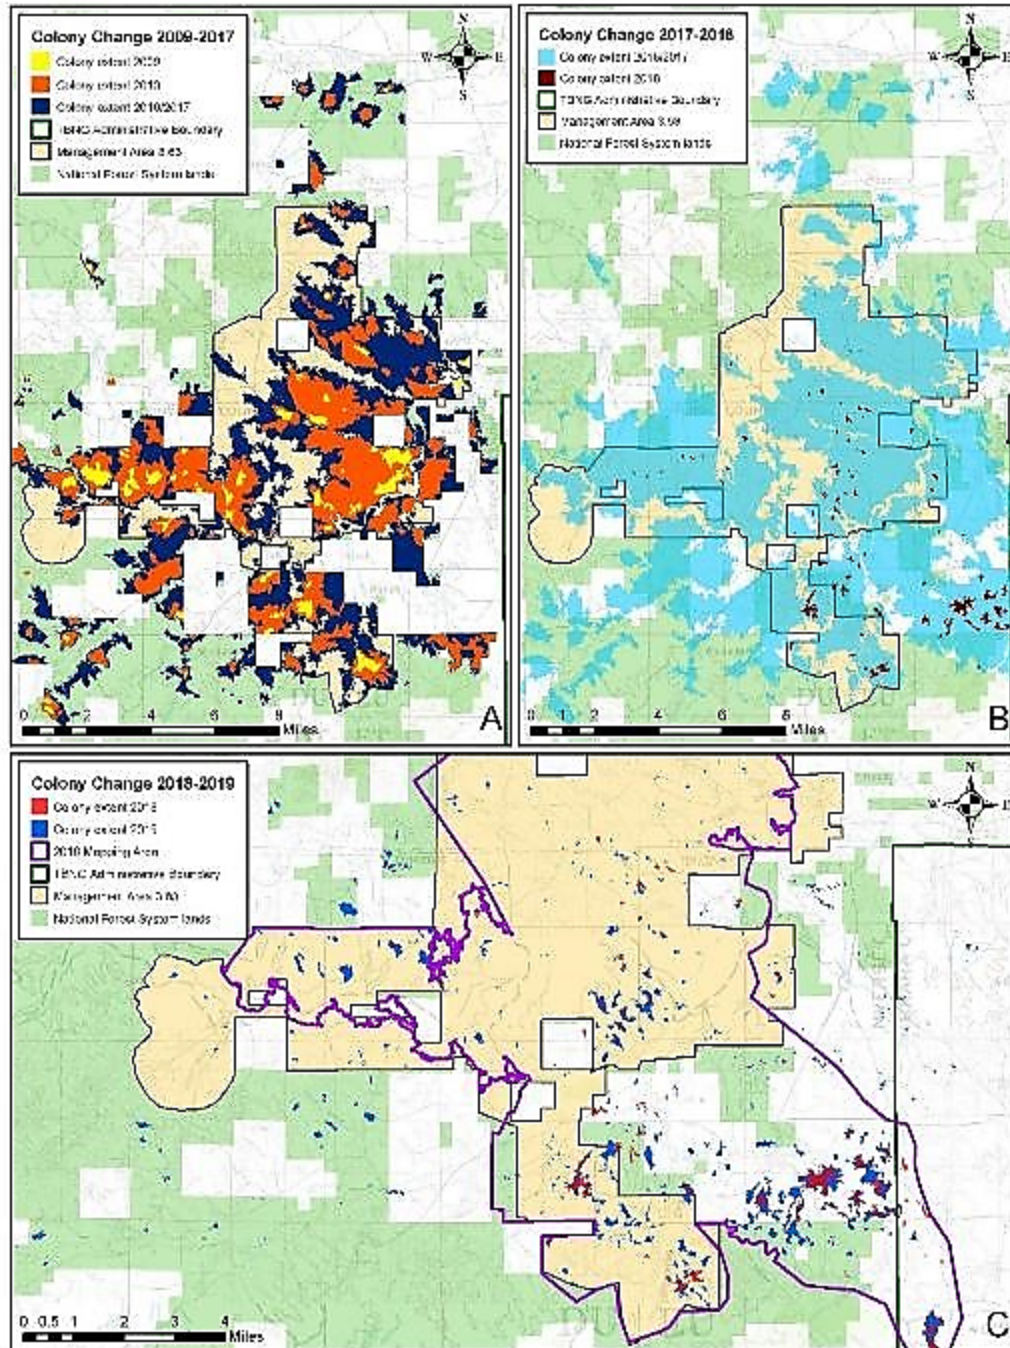 Colony Change 2009-2017
Colony extent 2009
Colony extent 2013
Colony extent 2016/2017
TBNG Administrative Boundary
Management Area 3.63
National Forest System lands
N
W
E
S
0 2 4 6 8
Miles
A
Colony Change 2017-2018
Colony extent 2016/2017
Colony extent 2018
TBNG Administrative Boundary
Management Area 3.63
National Forest System lands
N
W
E
S
0 2 4 6 8
Miles
B
Colony Change 2018-2019
Colony extent 2018
Colony extent 2019
2018 Mapping Area
TBNG Administrative Boundary
Management Area 3.63
National Forest System lands
N
W
E
S
0 0.5 1 2 3 4
Miles
C